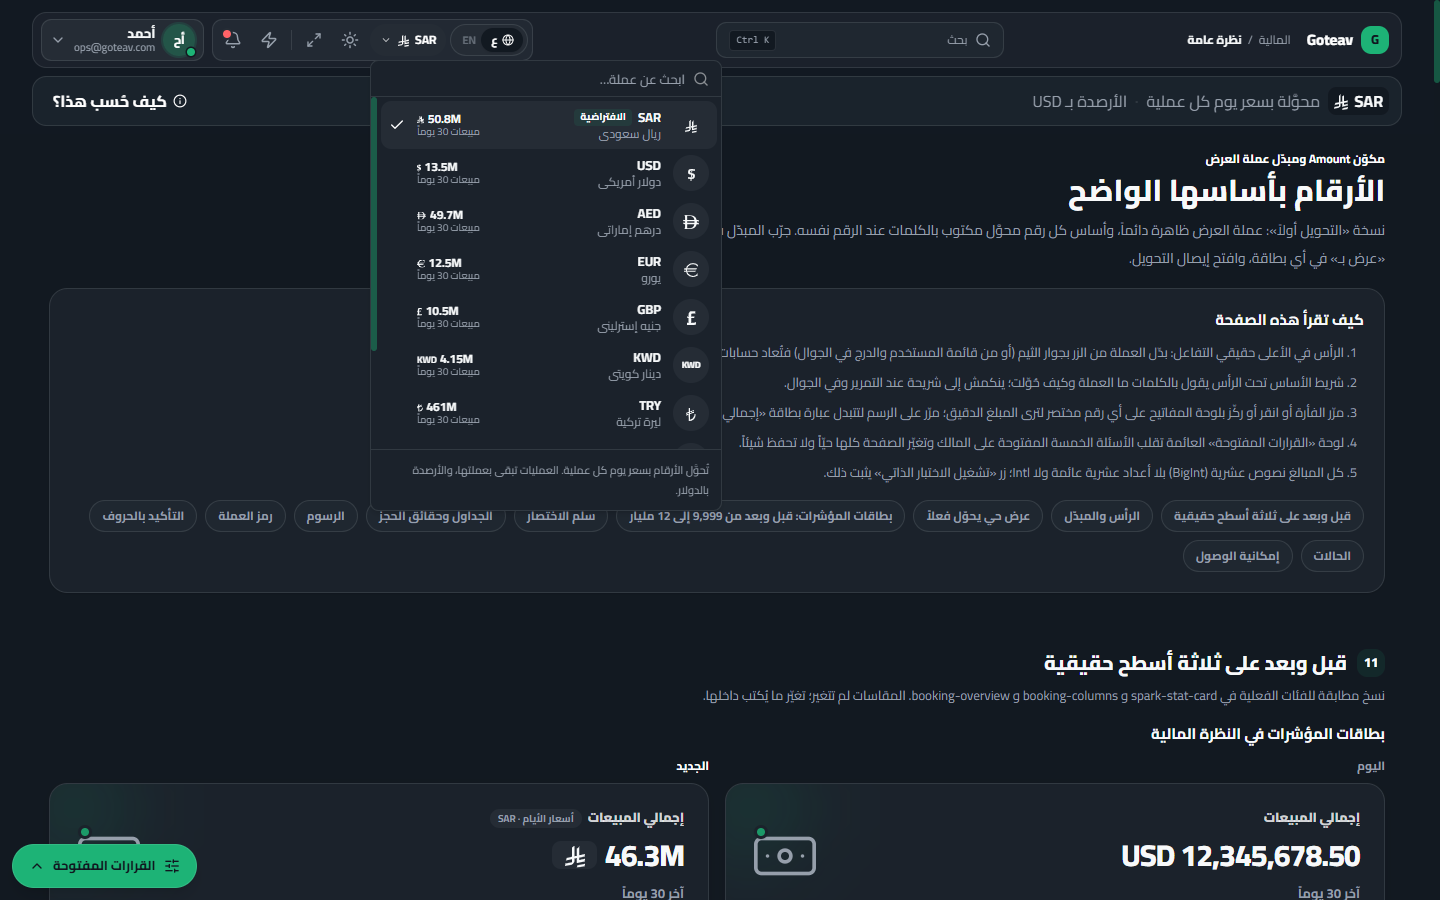 G Goteav المالية / نظرة عامة
بحث Ctrl K
ع EN
SAR
أح أحمد
ops@goteav.com
SAR محوّلة بسعر يوم كل عملية · الأرصدة بـ USD
كيف حُسب هذا؟
ابحث عن عملة...
SAR الافتراضية
ريال سعودي
50.8M
مبيعات 30 يوماً
$ USD
دولار أمريكي
$ 13.5M
مبيعات 30 يوماً
AED
درهم إماراتي
49.7M
مبيعات 30 يوماً
€ EUR
يورو
€ 12.5M
مبيعات 30 يوماً
£ GBP
جنيه إسترليني
£ 10.5M
مبيعات 30 يوماً
KWD KWD
دينار كويتي
KWD 4.15M
مبيعات 30 يوماً
₺ TRY
ليرة تركية
₺ 461M
مبيعات 30 يوماً
تُحوَّل الأرقام بسعر يوم كل عملية. العمليات تبقى بعملتها، والأرصدة
بالدولار.
مكوّن Amount ومبدّل عملة العرض
الأرقام بأساسها الواضح
نسخة «التحويل أولاً»: عملة العرض ظاهرة دائماً، وأساس كل رقم محوَّل مكتوب بالكلمات عند الرقم نفسه. جرّب المبدّل
«عرض بـ» في أي بطاقة، وافتح إيصال التحويل.
كيف تقرأ هذه الصفحة
1. الرأس في الأعلى حقيقي التفاعل: بدّل العملة من الزر بجوار الثيم (أو من قائمة المستخدم والدرج في الجوال) فتُعاد حسابات
2. شريط الأساس تحت الرأس يقول بالكلمات ما العملة وكيف حُوّلت؛ ينكمش إلى شريحة عند التمرير وفي الجوال.
3. مرّر الفأرة أو انقر أو ركّز بلوحة المفاتيح على أي رقم مختصر لترى المبلغ الدقيق؛ مرّر على الرسم لتتبدل عبارة بطاقة «إجمالي
4. لوحة «القرارات المفتوحة» العائمة تقلب الأسئلة الخمسة المفتوحة على المالك وتغيّر الصفحة كلها حيّاً ولا تحفظ شيئاً.
5. كل المبالغ نصوص عشرية (BigInt) بلا أعداد عشرية عائمة ولا Intl؛ زر «تشغيل الاختبار الذاتي» يثبت ذلك.
قبل وبعد على ثلاثة أسطح حقيقية
الرأس والمبدّل
عرض حي يحوّل فعلاً
بطاقات المؤشرات: قبل وبعد من 9,999 إلى 12 مليار
سلم الاختصار
الجداول وحقائق الحجز
الرسوم
رمز العملة
التأكيد بالحروف
الحالات
إمكانية الوصول
11 قبل وبعد على ثلاثة أسطح حقيقية
نسخ مطابقة للفئات الفعلية في spark-stat-card و booking-columns و booking-overview. المقاسات لم تتغير؛ تغيّر ما يُكتب داخلها.
بطاقات المؤشرات في النظرة المالية
اليوم
إجمالي المبيعات
USD 12,345,678.50
آخر 30 يوماً
الجديد
إجمالي المبيعات أسعار الأيام · SAR
46.3M
آخر 30 يوماً
القرارات المفتوحة